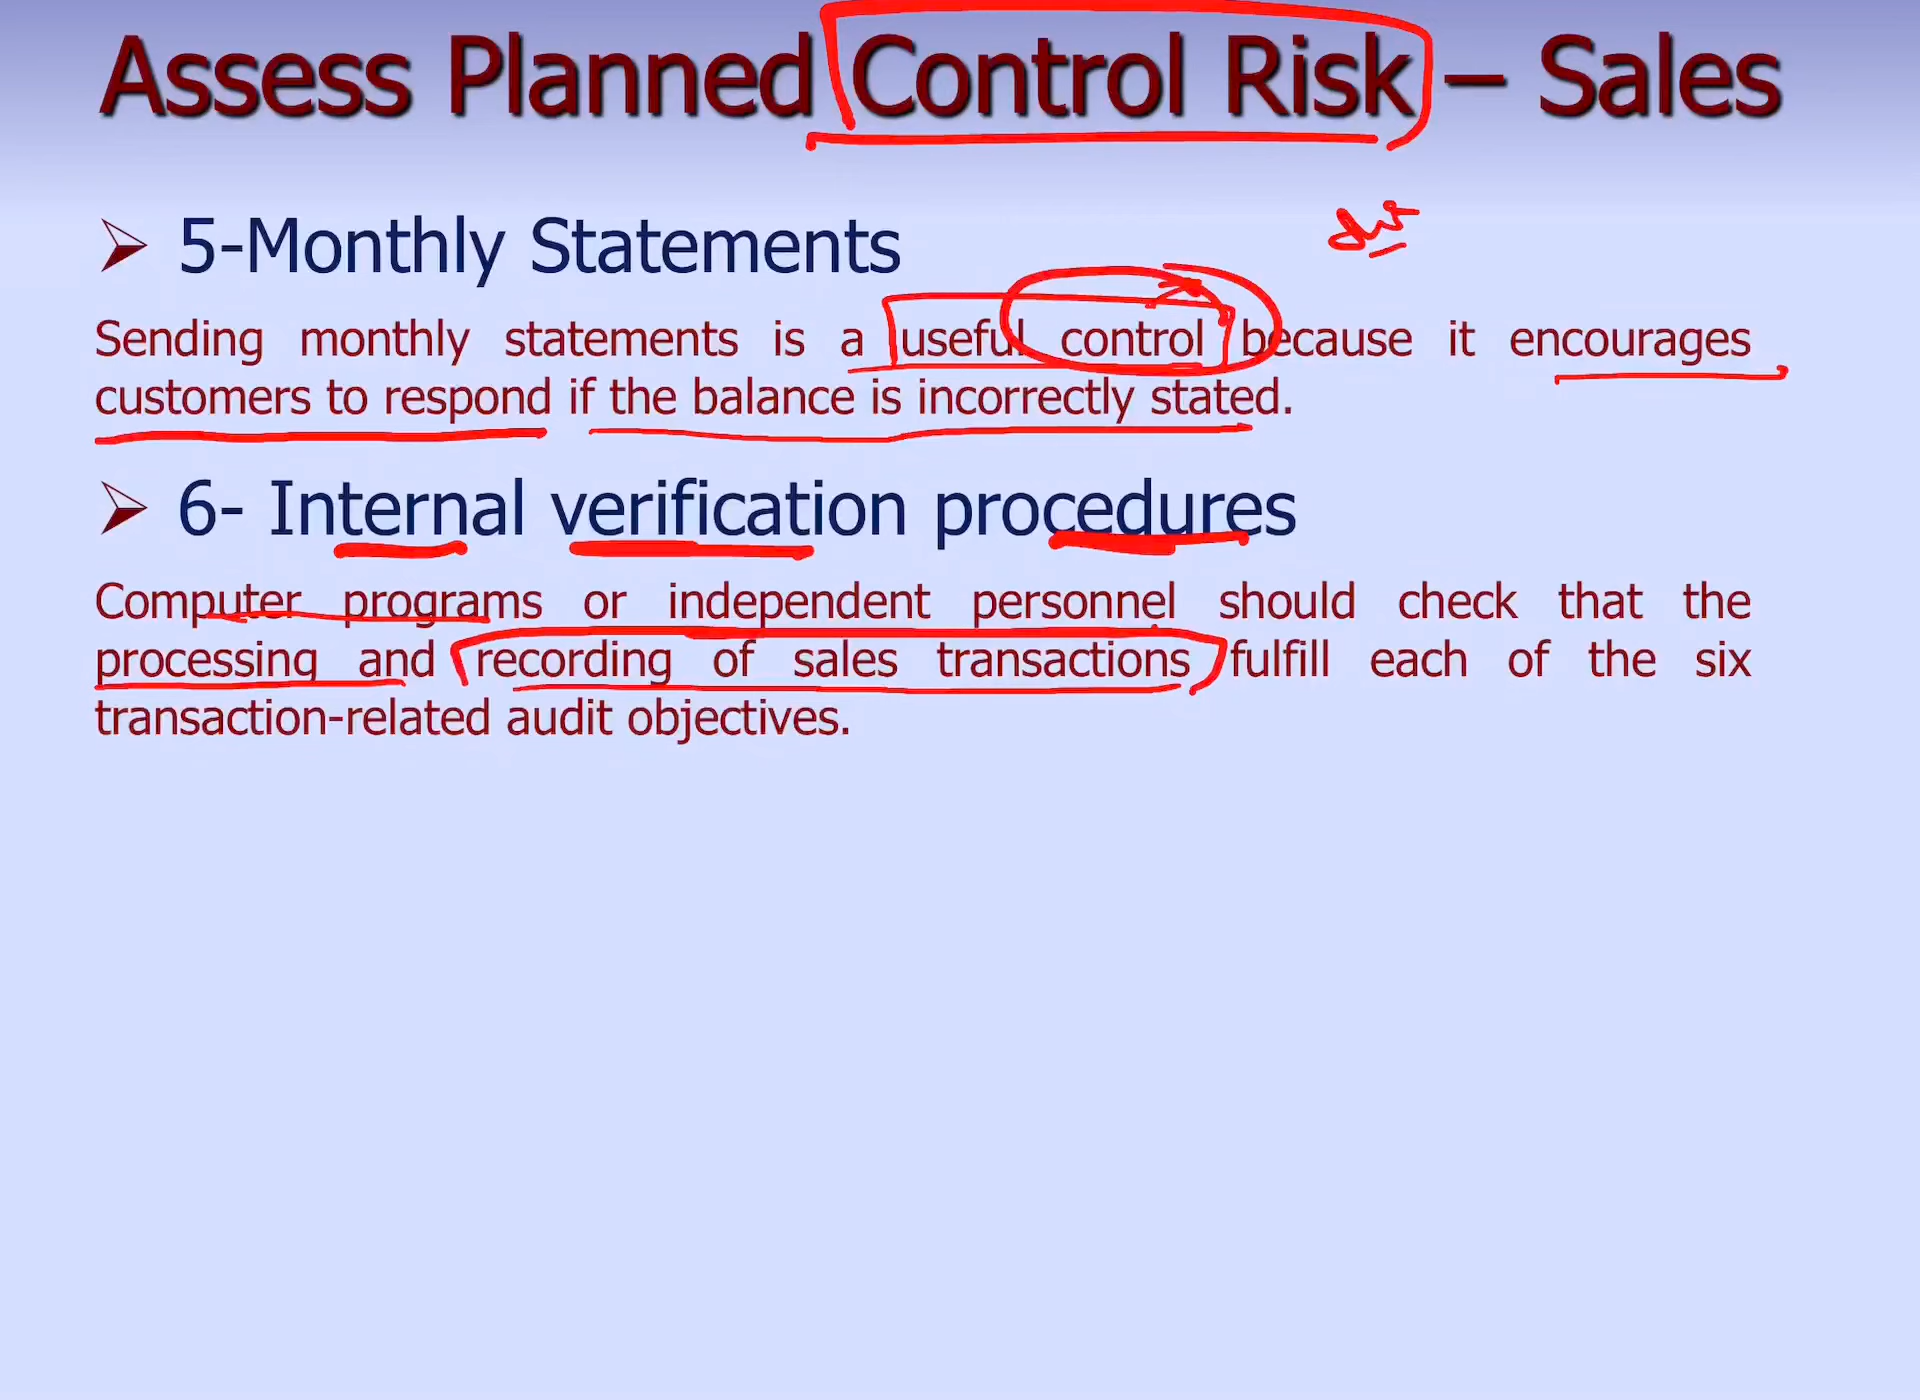 Assess Planned Control Risk – Sales
5-Monthly Statements
Sending monthly statements is a useful control because it encourages
customers to respond if the balance is incorrectly stated.
6- Internal verification procedures
Computer programs or independent personnel should check that the
processing and recording of sales transactions fulfill each of the six
transaction-related audit objectives.